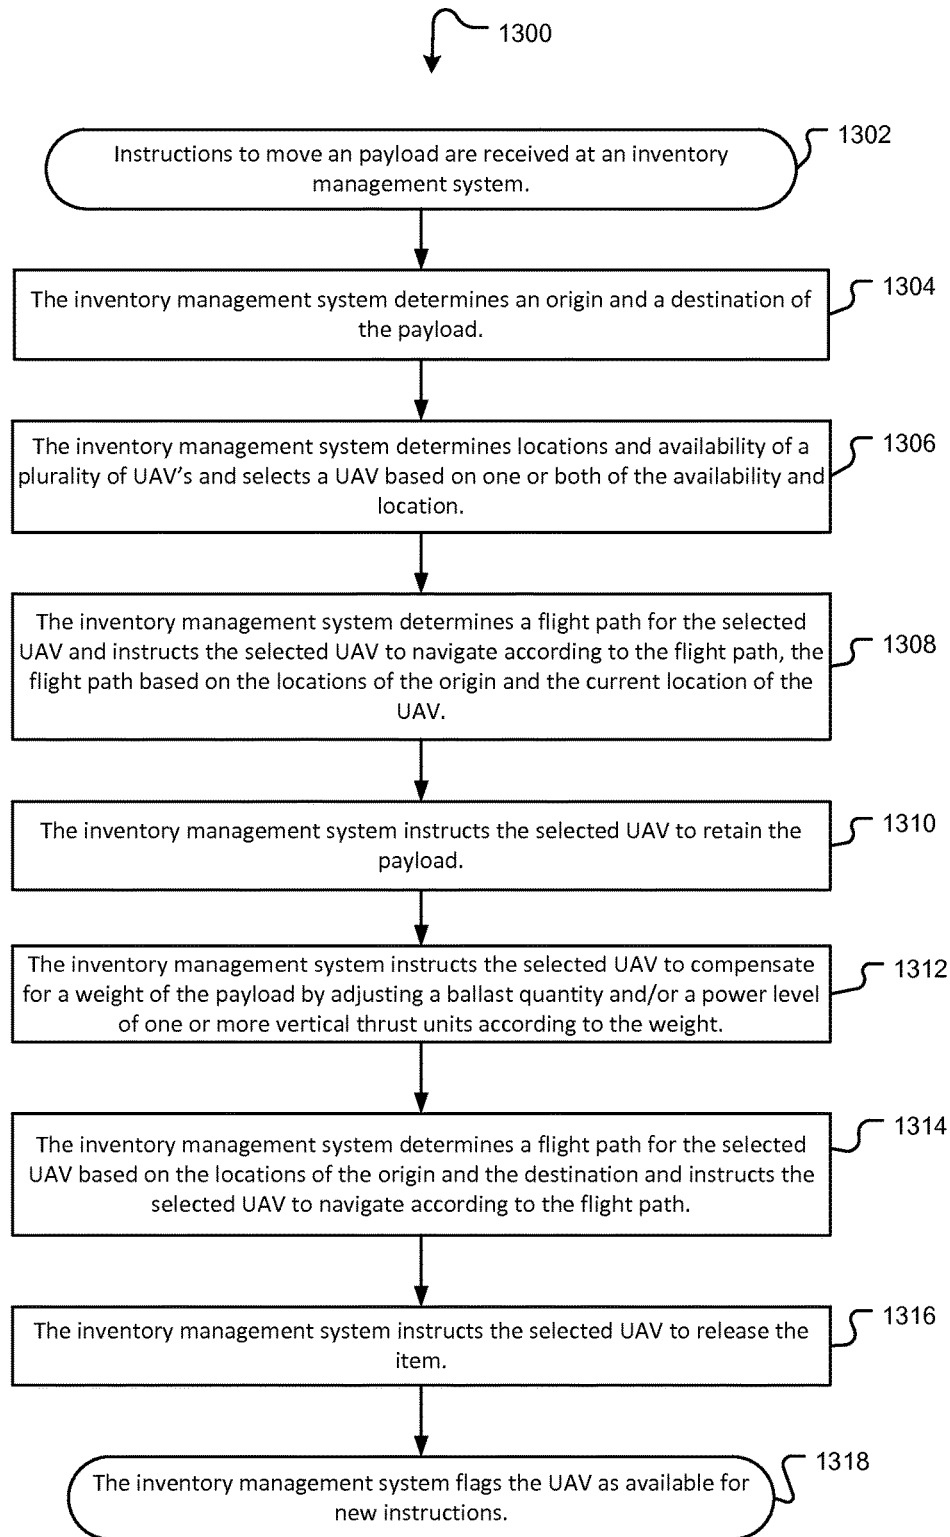 1300
1302
Instructions to move an payload are received at an inventory
management system.
1304
The inventory management system determines an origin and a destination of
the payload.
1306
The inventory management system determines locations and availability of a
plurality of UAV's and selects a UAV based on one or both of the availability and
location.
The inventory management system determines a flight path for the selected
1308
UAV and instructs the selected UAV to navigate according to the flight path, the
flight path based on the locations of the origin and the current location of the
UAV.
1310
The inventory management system instructs the selected UAV to retain the
payload.
1312
The inventory management system instructs the selected UAV to compensate
for a weight of the payload by adjusting a ballast quantity and/or a power level
of one or more vertical thrust units according to the weight.
1314
The inventory management system determines a flight path for the selected
UAV based on the locations of the origin and the destination and instructs the
selected UAV to navigate according to the flight path.
1316
The inventory management system instructs the selected UAV to release the
item.
1318
The inventory management system flags the UAV as available for
new instructions.